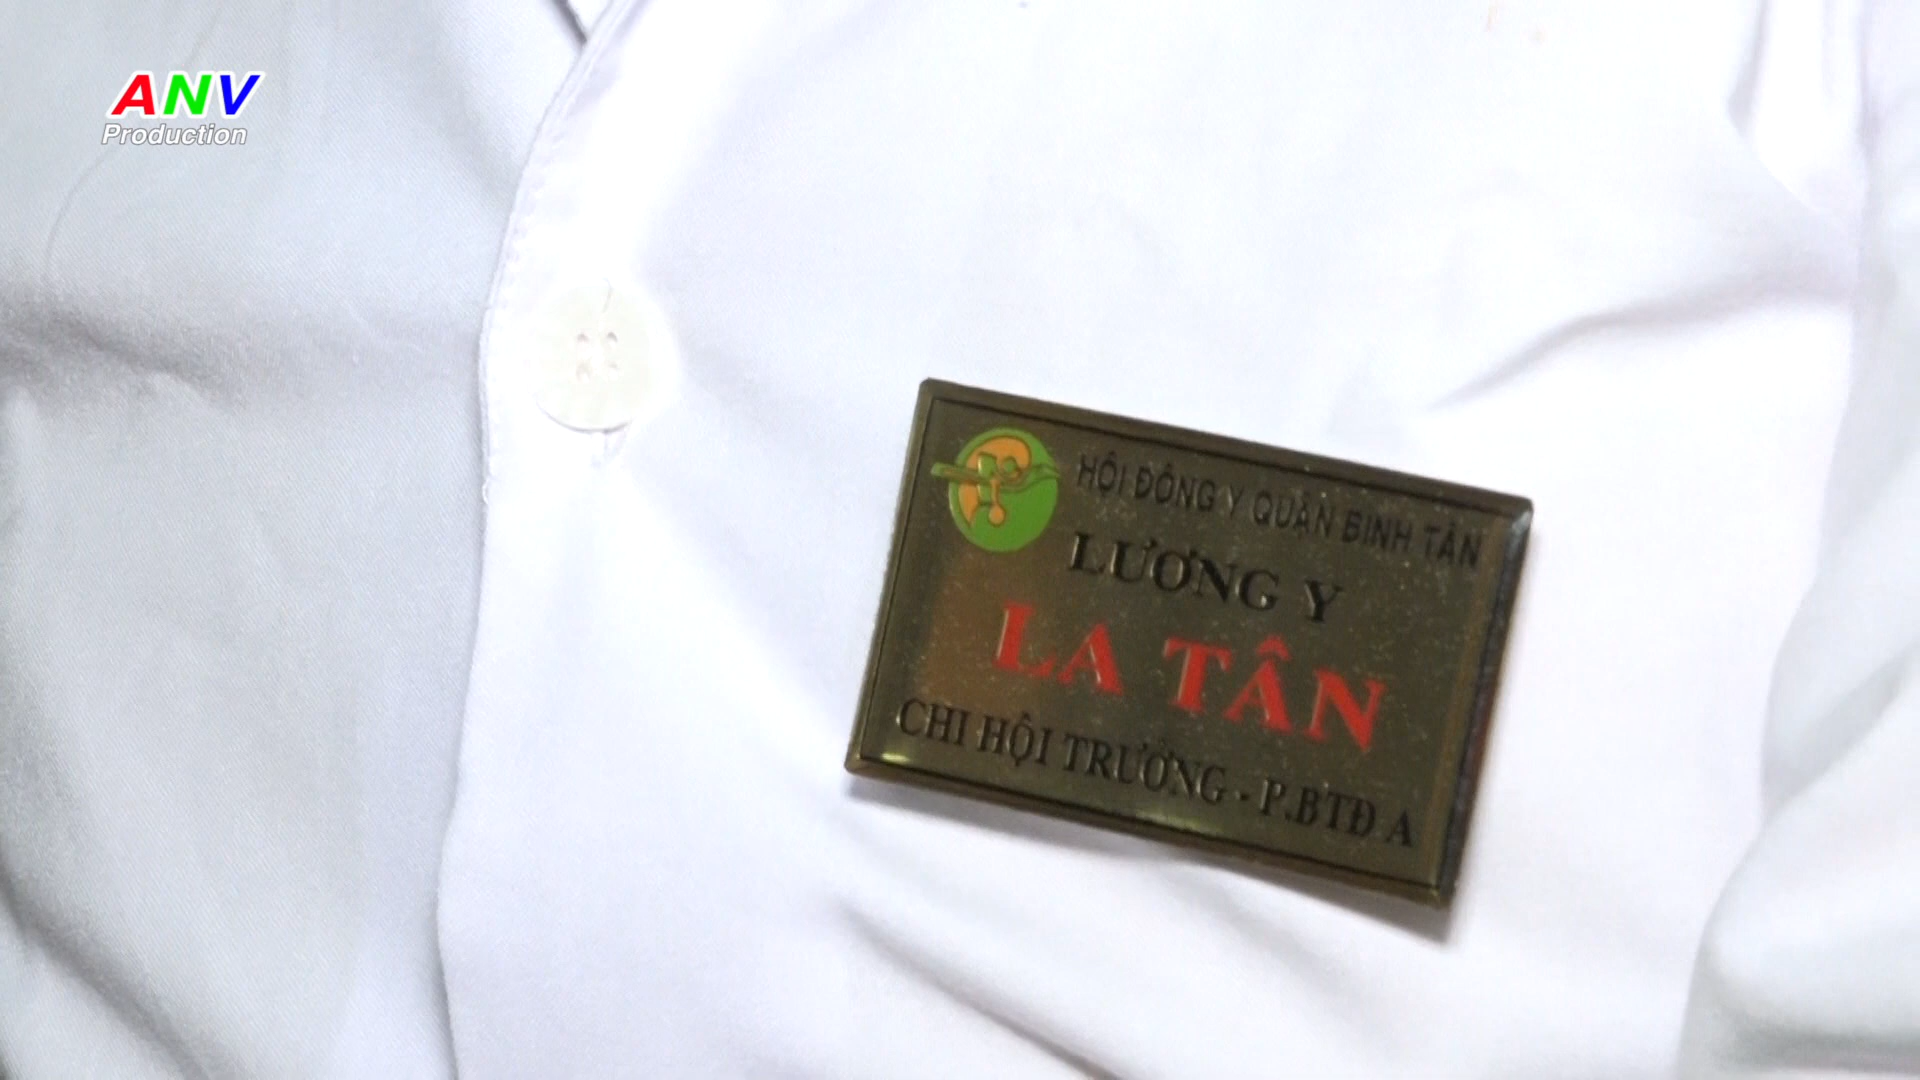 ANV
Production
HỘI ĐÔNG Y QUẬN BÌNH TÂN
LƯƠNG Y
LA TÂN
CHI HỘI TRƯỞNG - P.BTĐ A